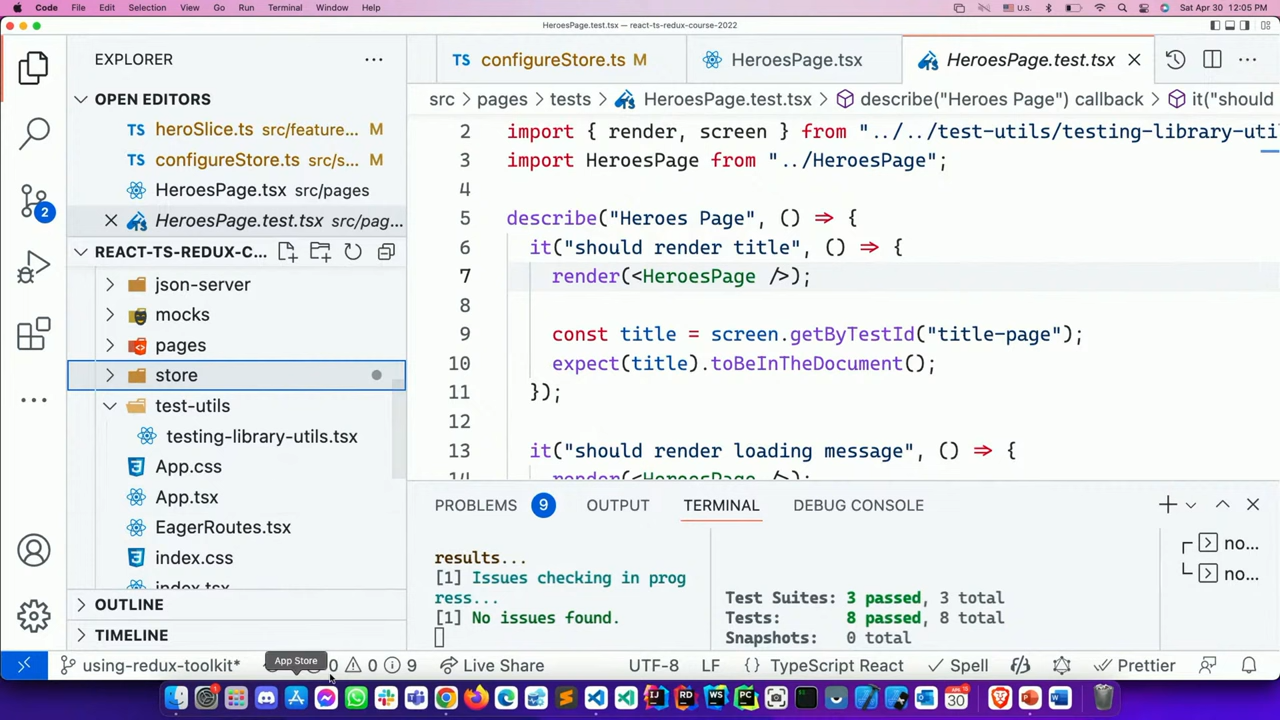 Code File Edit Selection View Go Run Terminal Window Help U.S. Sat Apr 30 12:05 PM
HeroesPage.test.tsx — react-ts-redux-course-2022
EXPLORER
OPEN EDITORS
TS heroSlice.ts src/feature... M
TS configureStore.ts src/s... M
HeroesPage.tsx src/pages
HeroesPage.test.tsx src/pag...
REACT-TS-REDUX-C...
json-server
mocks
pages
store
test-utils
testing-library-utils.tsx
App.css
App.tsx
EagerRoutes.tsx
index.css
index.tsx
OUTLINE
TIMELINE
2
TS configureStore.ts M
HeroesPage.tsx
HeroesPage.test.tsx
src > pages > tests > HeroesPage.test.tsx > describe("Heroes Page") callback > it("should
2 import { render, screen } from "../../test-utils/testing-library-uti
3 import HeroesPage from "../HeroesPage";
4
5 describe("Heroes Page", () => {
6 it("should render title", () => {
7 render(<HeroesPage />);
8
9 const title = screen.getByTestId("title-page");
10 expect(title).toBeInTheDocument();
11 });
12
13 it("should render loading message", () => {
14 render(<HeroesPage />);
PROBLEMS 9 OUTPUT TERMINAL DEBUG CONSOLE
results...
[1] Issues checking in prog
ress...
[1] No issues found.
Test Suites: 3 passed, 3 total
Tests: 8 passed, 8 total
Snapshots: 0 total
no...
no...
using-redux-toolkit* 0 0 9 Live Share UTF-8 LF TypeScript React Spell Prettier
App Store